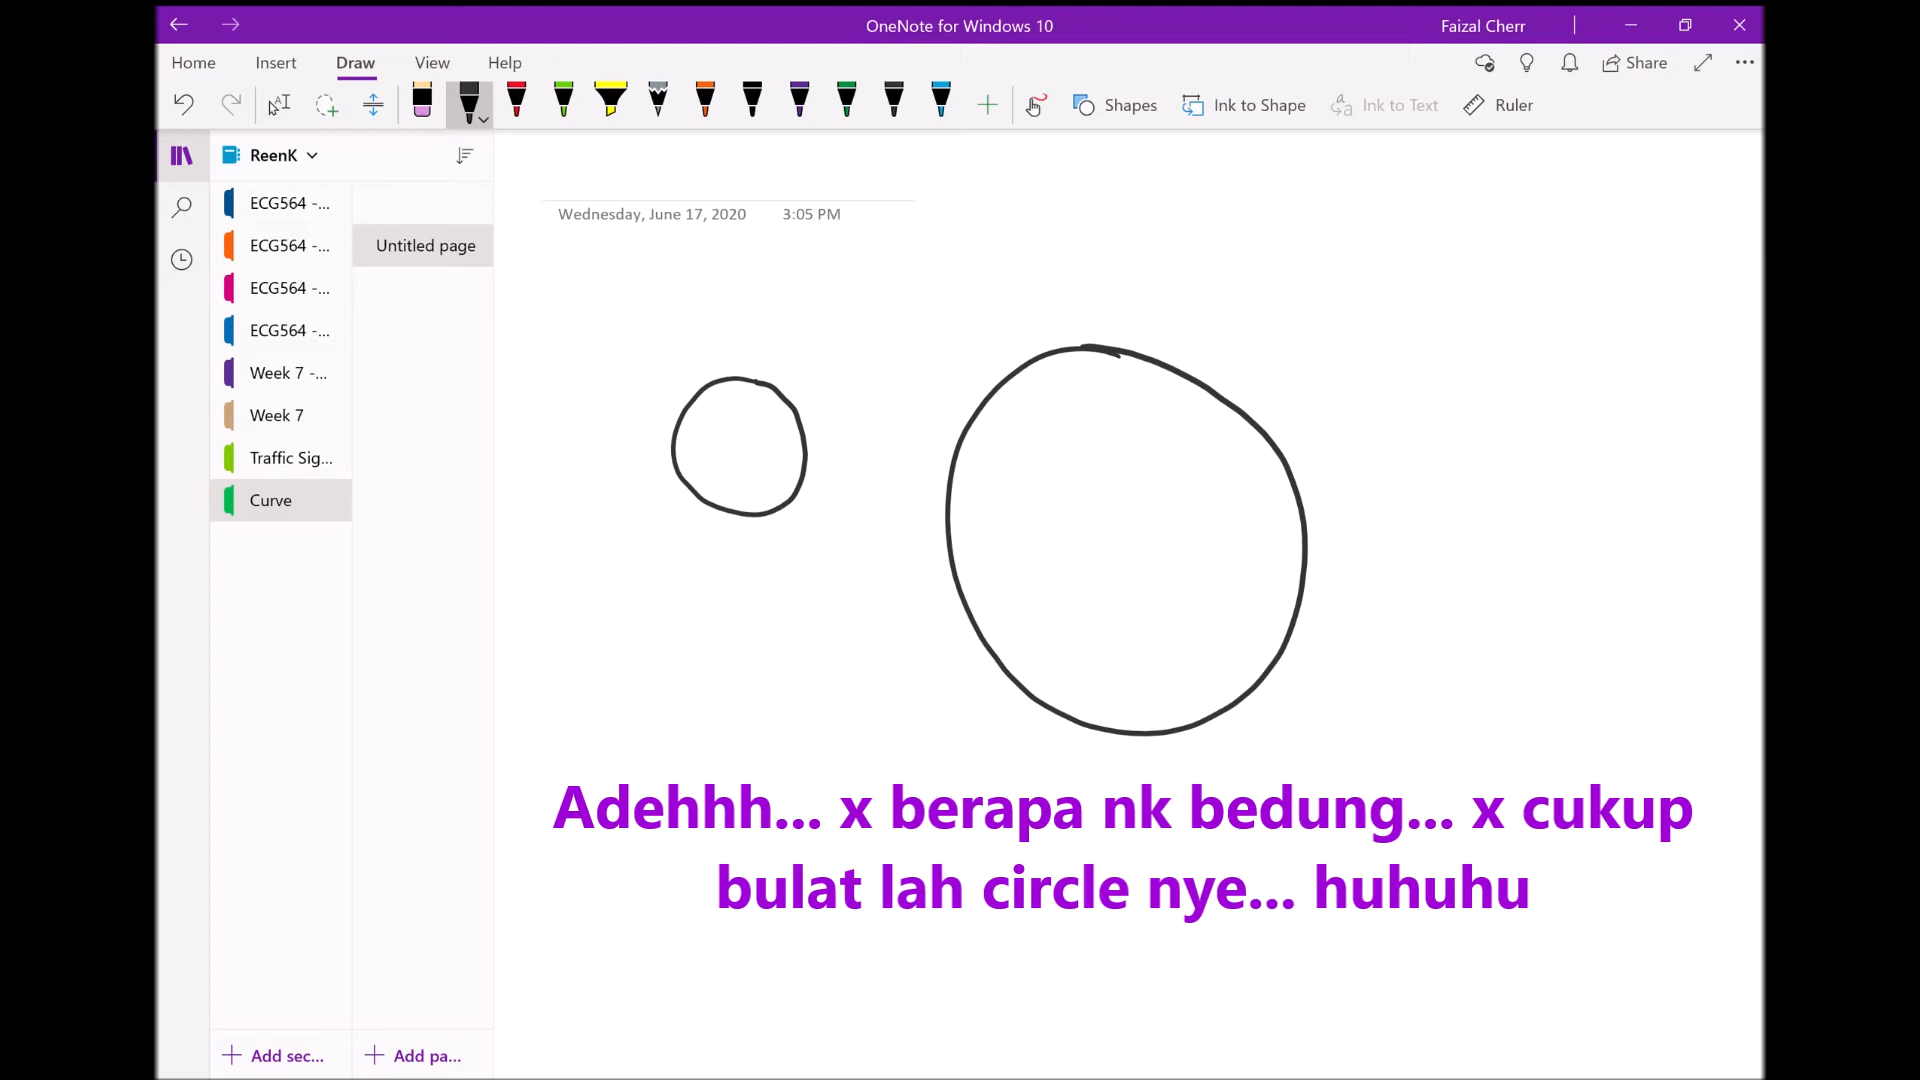 OneNote for Windows 10
Faizal Cherr
Home Insert Draw View Help
Share
Shapes Ink to Shape Ink to Text Ruler
ReenK
ECG564 -...
ECG564 -...
Untitled page
ECG564 -...
ECG564 -...
Week 7 -...
Week 7
Traffic Sig...
Curve
Wednesday, June 17, 2020 3:05 PM
Adehhh... x berapa nk bedung... x cukup
bulat lah circle nye... huhuhu
Add sec... Add pa...